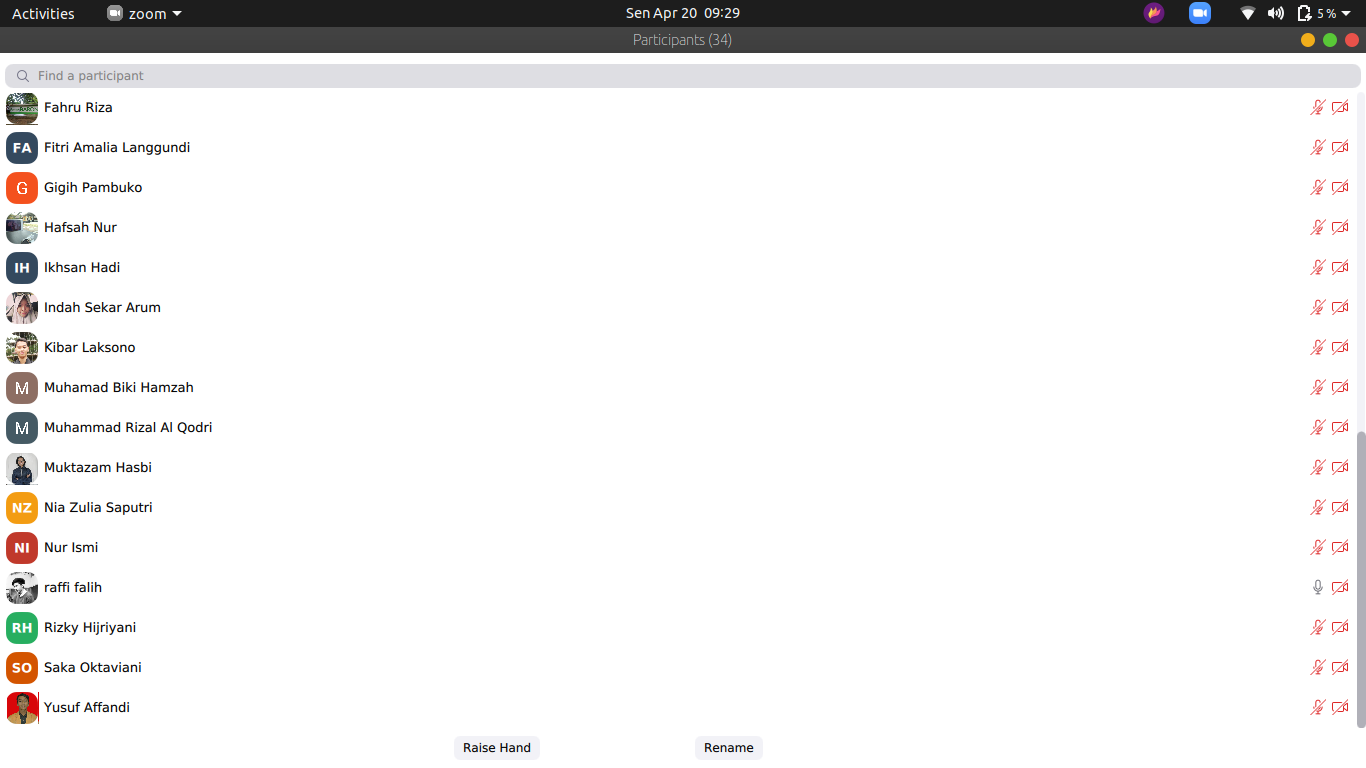 Activities zoom Sen Apr 20 09:29 5 %
Participants (34)
Find a participant
Fahru Riza
FA Fitri Amalia Langgundi
G Gigih Pambuko
Hafsah Nur
IH Ikhsan Hadi
Indah Sekar Arum
Kibar Laksono
M Muhamad Biki Hamzah
M Muhammad Rizal Al Qodri
Muktazam Hasbi
NZ Nia Zulia Saputri
NI Nur Ismi
raffi falih
RH Rizky Hijriyani
SO Saka Oktaviani
Yusuf Affandi
Raise Hand Rename